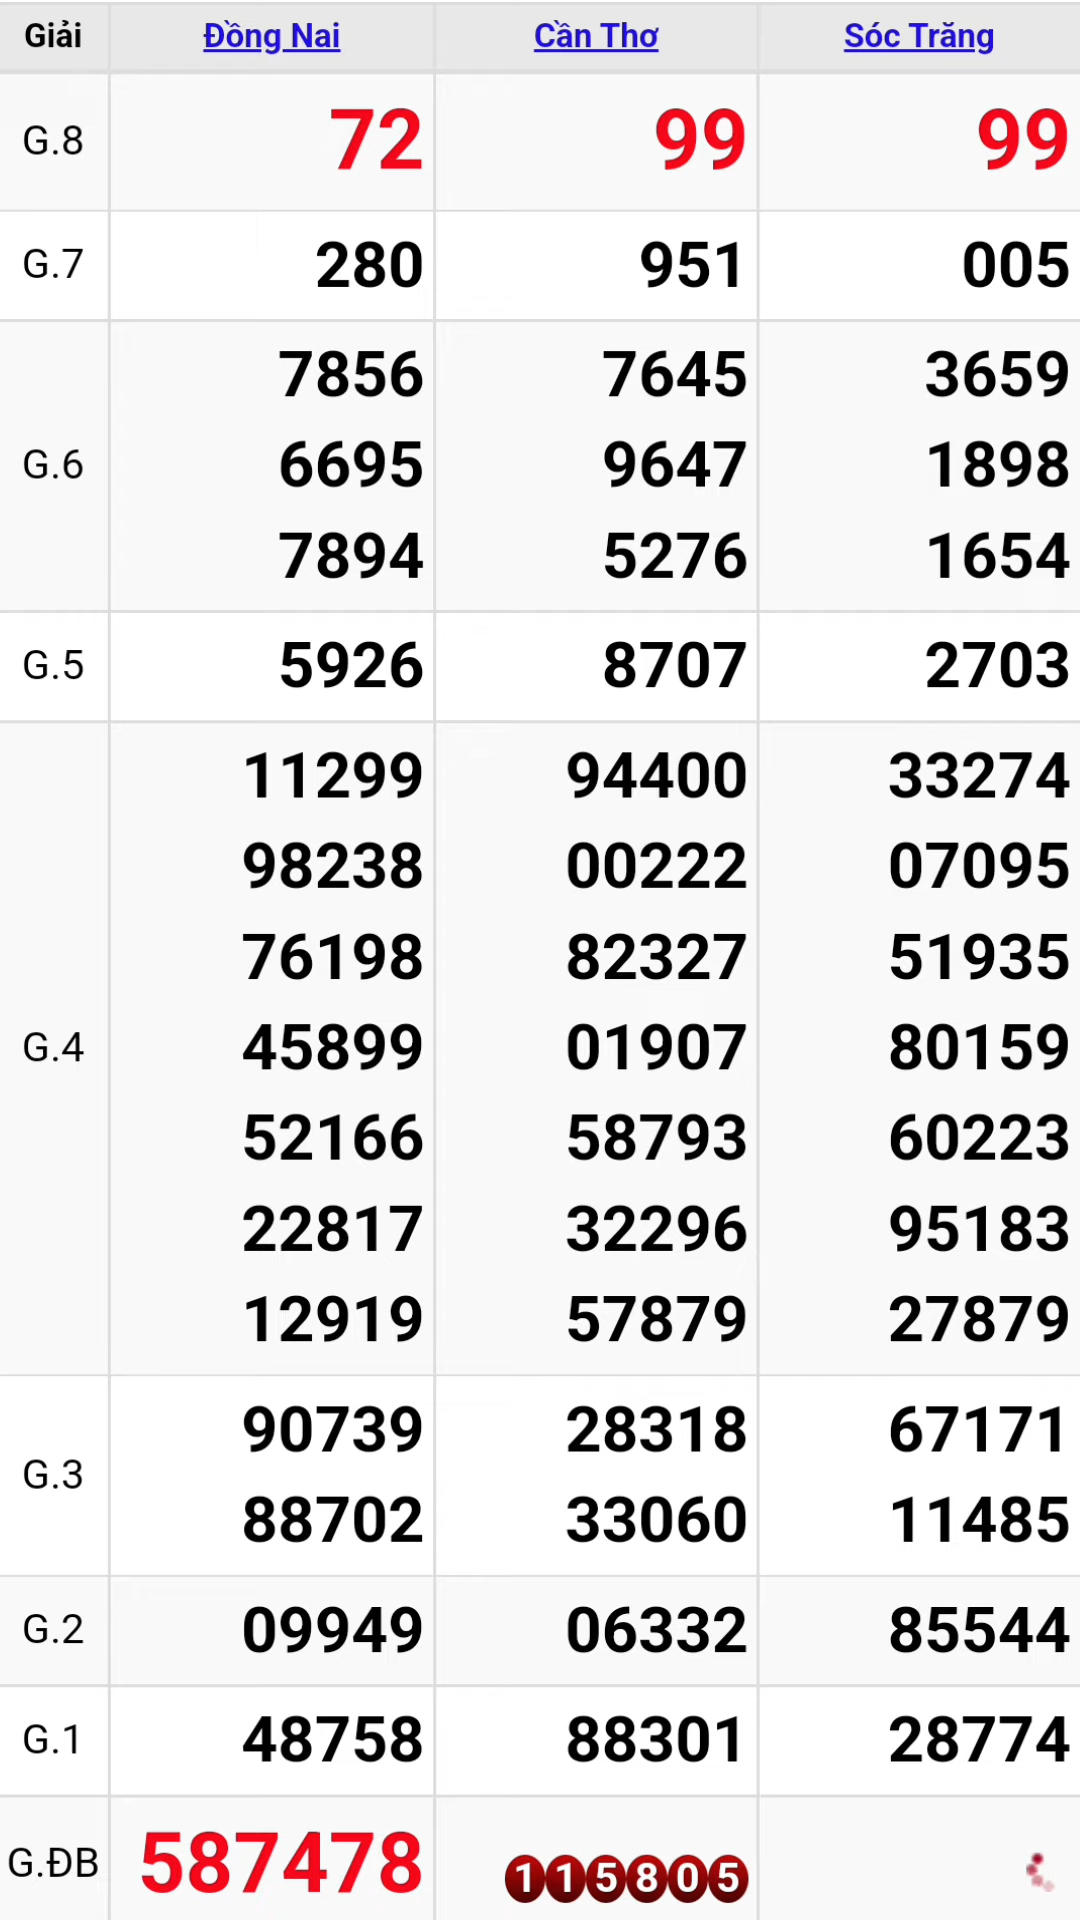 Giải Đồng Nai Cần Thơ Sóc Trăng
G.8 72 99 99
G.7 280 951 005
7856 7645 3659
G.6 6695 9647 1898
7894 5276 1654
G.5 5926 8707 2703
11299 94400 33274
98238 00222 07095
76198 82327 51935
G.4 45899 01907 80159
52166 58793 60223
22817 32296 95183
12919 57879 27879
90739 28318 67171
G.3
88702 33060 11485
G.2 09949 06332 85544
G.1 48758 88301 28774
G.ĐB 587478 115805